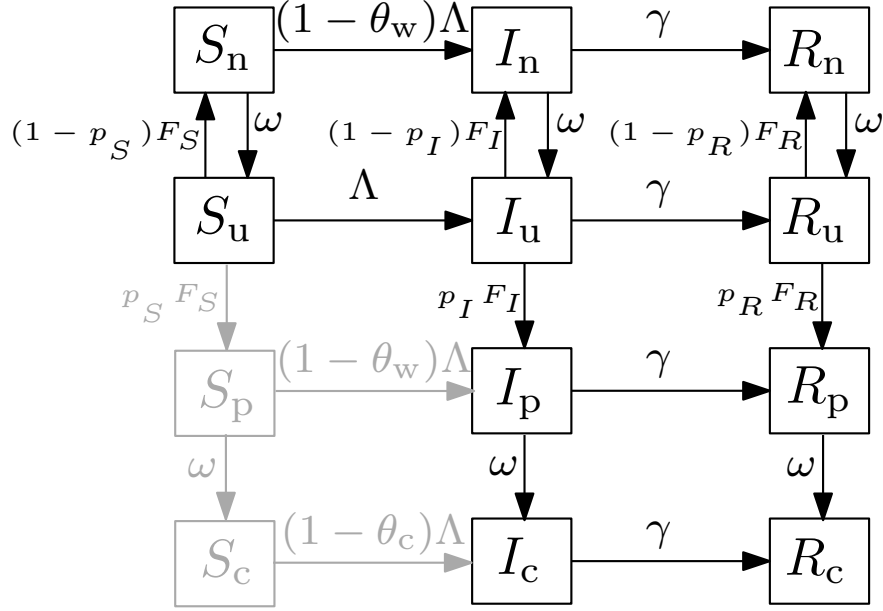 (1 − θ_w)Λ γ
S_n I_n R_n
(1 − p_S)F_S ω (1 − p_I)F_I ω (1 − p_R)F_R ω
Λ γ
S_u I_u R_u
p_S F_S p_I F_I p_R F_R
(1 − θ_w)Λ γ
S_p I_p R_p
ω ω ω
(1 − θ_c)Λ γ
S_c I_c R_c